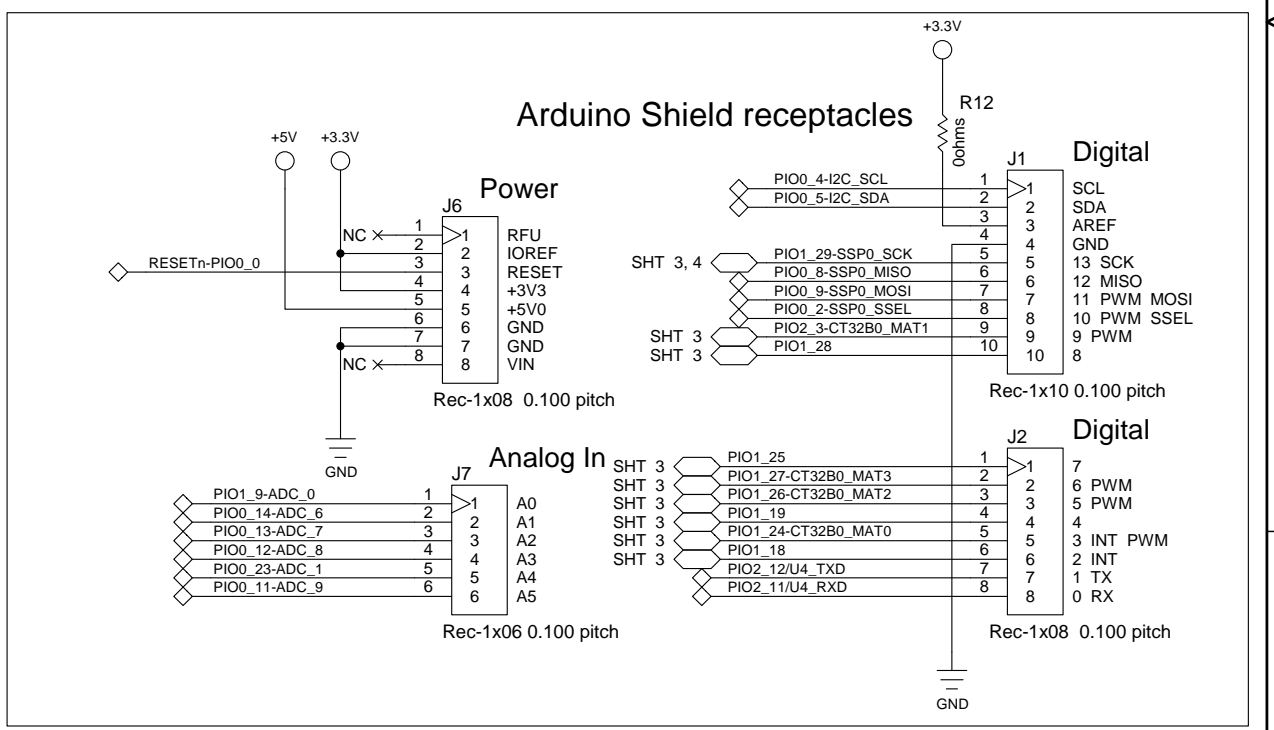 Arduino Shield receptacles
+5V
+3.3V
Power
J6
NC 1 1 RFU
2 2 IOREF
RESETn-PIO0_0 3 3 RESET
4 4 +3V3
5 5 +5V0
6 6 GND
7 7 GND
NC 8 8 VIN
Rec-1x08 0.100 pitch
GND
Analog In
J7
PIO1_9-ADC_0 1 1 A0
PIO0_14-ADC_6 2 2 A1
PIO0_13-ADC_7 3 3 A2
PIO0_12-ADC_8 4 4 A3
PIO0_23-ADC_1 5 5 A4
PIO0_11-ADC_9 6 6 A5
Rec-1x06 0.100 pitch
+3.3V
R12
0ohms
J1
Digital
PIO0_4-I2C_SCL 1 1 SCL
PIO0_5-I2C_SDA 2 2 SDA
3 3 AREF
4 4 GND
SHT 3, 4 PIO1_29-SSP0_SCK 5 5 13 SCK
PIO0_8-SSP0_MISO 6 6 12 MISO
PIO0_9-SSP0_MOSI 7 7 11 PWM MOSI
PIO0_2-SSP0_SSEL 8 8 10 PWM SSEL
SHT 3 PIO2_3-CT32B0_MAT1 9 9 9 PWM
SHT 3 PIO1_28 10 10 8
Rec-1x10 0.100 pitch
J2
Digital
SHT 3 PIO1_25 1 1 7
SHT 3 PIO1_27-CT32B0_MAT3 2 2 6 PWM
SHT 3 PIO1_26-CT32B0_MAT2 3 3 5 PWM
SHT 3 PIO1_19 4 4 4
SHT 3 PIO1_24-CT32B0_MAT0 5 5 3 INT PWM
SHT 3 PIO1_18 6 6 2 INT
PIO2_12/U4_TXD 7 7 1 TX
PIO2_11/U4_RXD 8 8 0 RX
Rec-1x08 0.100 pitch
GND